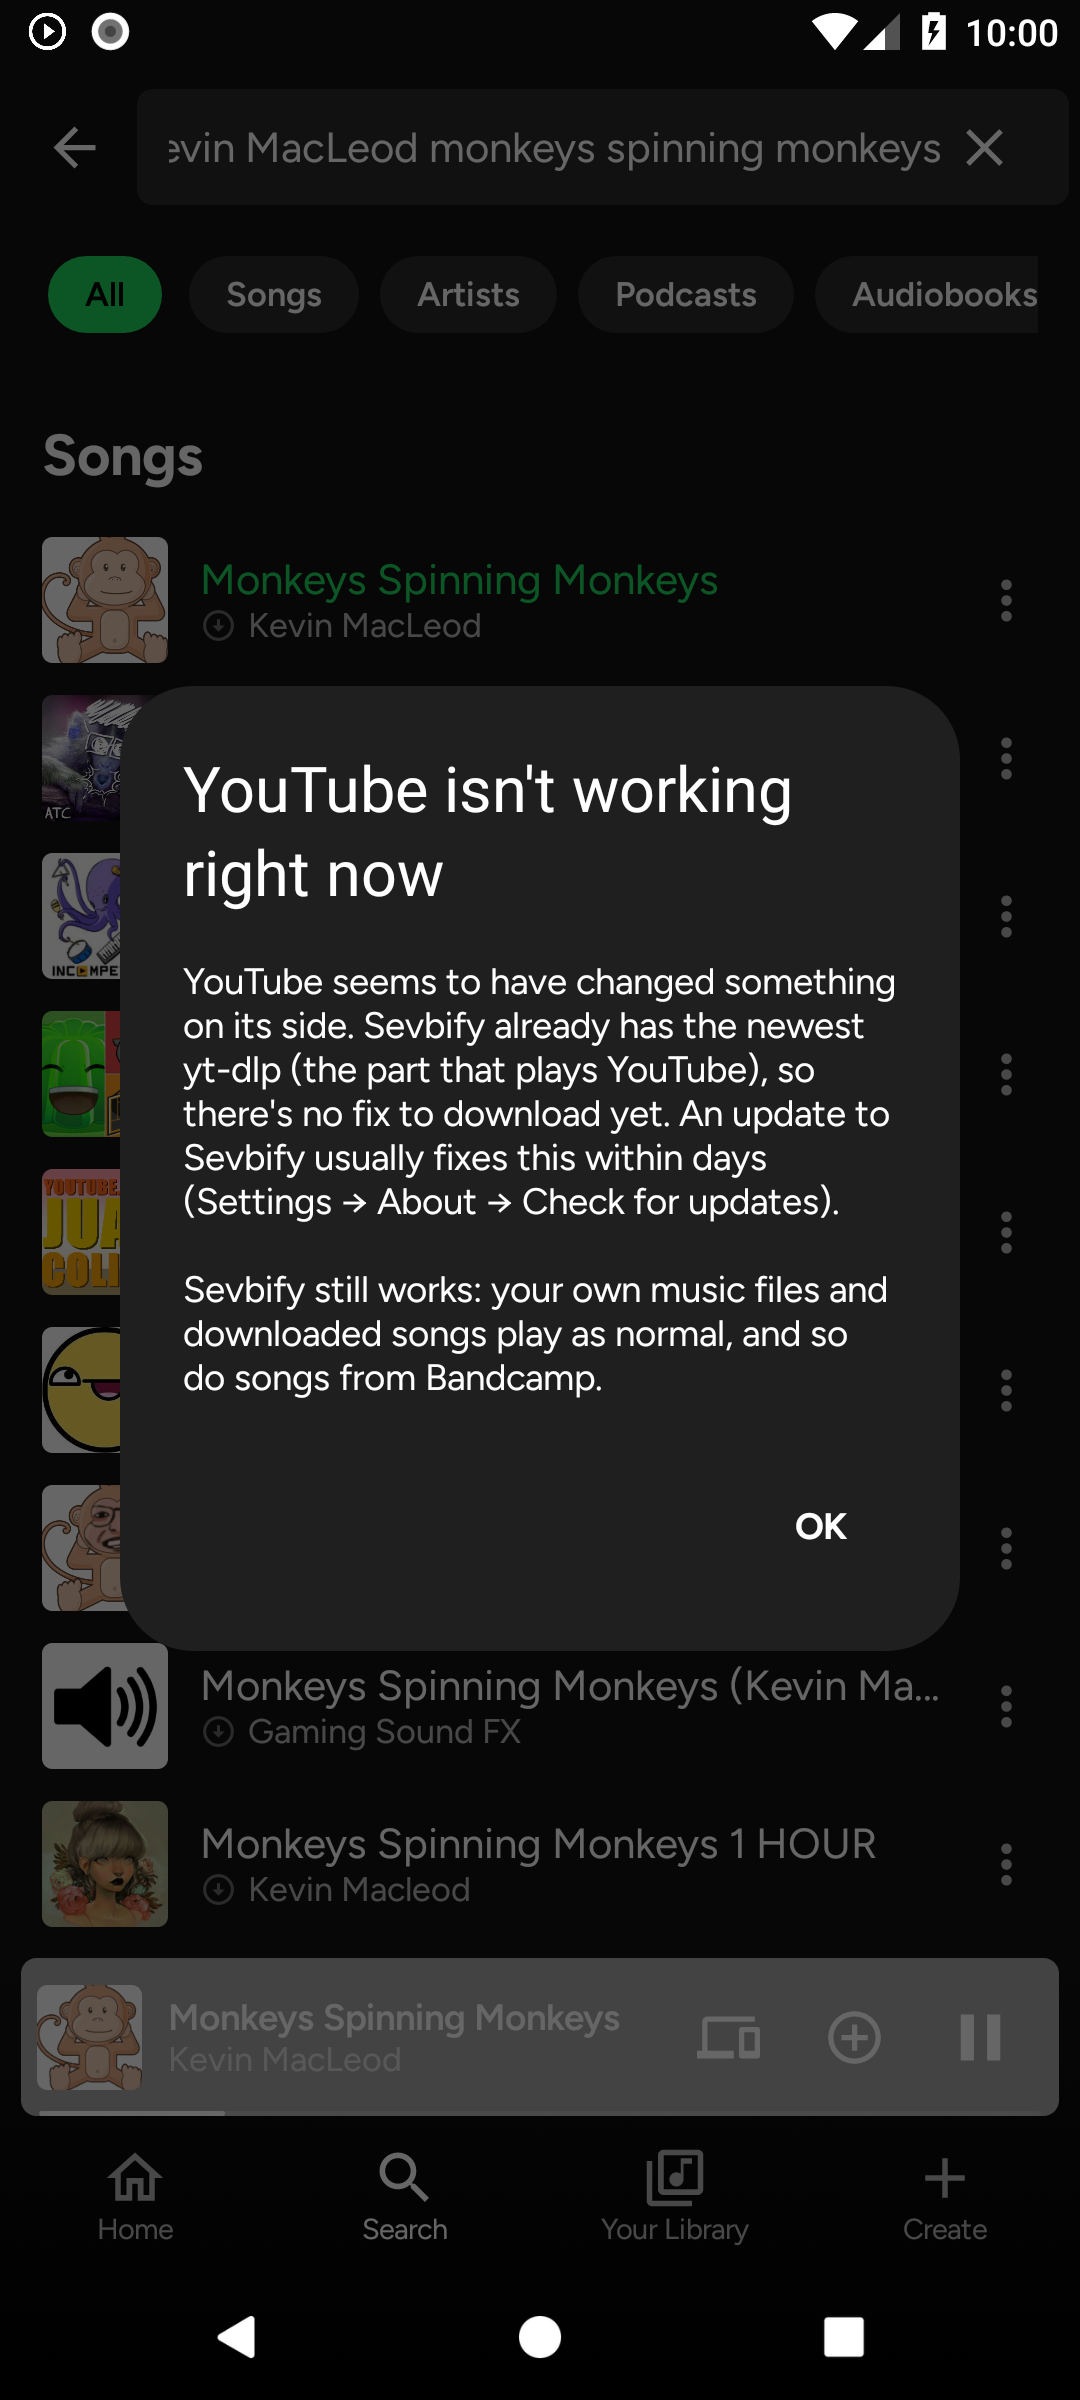 10:00
evin MacLeod monkeys spinning monkeys
All
Songs
Artists
Podcasts
Audiobooks
Songs
Monkeys Spinning Monkeys
Kevin MacLeod
ATC
INCOMPE
YOUTUBE
JUA
COLI
YouTube isn't working
right now
YouTube seems to have changed something
on its side. Sevbify already has the newest
yt-dlp (the part that plays YouTube), so
there's no fix to download yet. An update to
Sevbify usually fixes this within days
(Settings → About → Check for updates).
Sevbify still works: your own music files and
downloaded songs play as normal, and so
do songs from Bandcamp.
OK
Monkeys Spinning Monkeys (Kevin Ma...
Gaming Sound FX
Monkeys Spinning Monkeys 1 HOUR
Kevin Macleod
Monkeys Spinning Monkeys
Kevin MacLeod
Home
Search
Your Library
Create